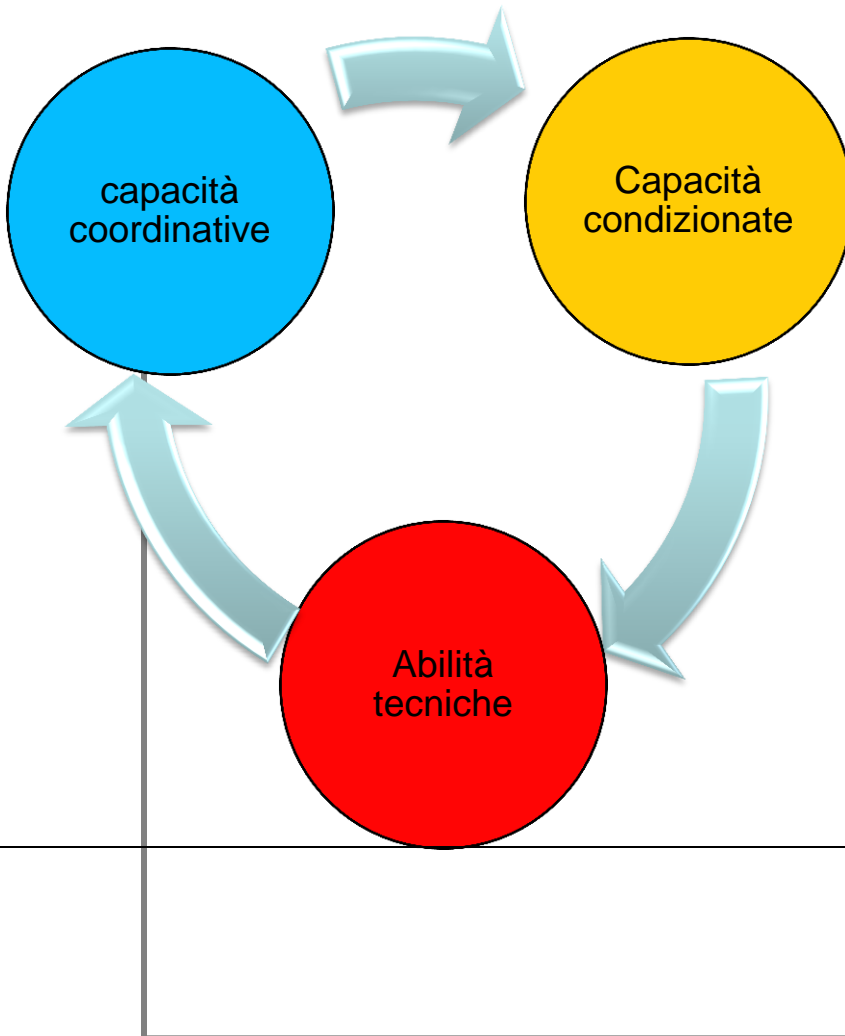 capacità
coordinative
Capacità
condizionate
Abilità
tecniche